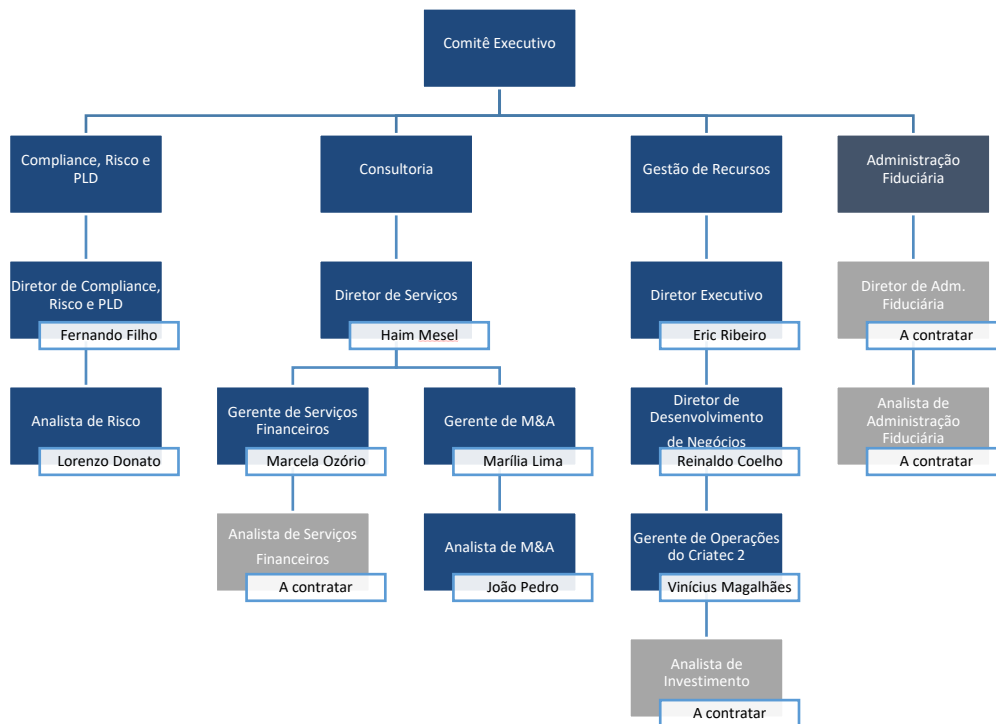 Comitê Executivo
Compliance, Risco e
PLD
Consultoria
Gestão de Recursos
Administração
Fiduciária
Diretor de Compliance,
Risco e PLD
Fernando Filho
Diretor de Serviços
Haim Mesel
Diretor Executivo
Eric Ribeiro
Diretor de Adm.
Fiduciária
A contratar
Analista de Risco
Lorenzo Donato
Gerente de Serviços
Financeiros
Marcela Ozório
Gerente de M&A
Marília Lima
Diretor de
Desenvolvimento
de Negócios
Reinaldo Coelho
Analista de
Administração
Fiduciária
A contratar
Analista de Serviços
Financeiros
A contratar
Analista de M&A
João Pedro
Gerente de Operações
do Criatec 2
Vinícius Magalhães
Analista de
Investimento
A contratar